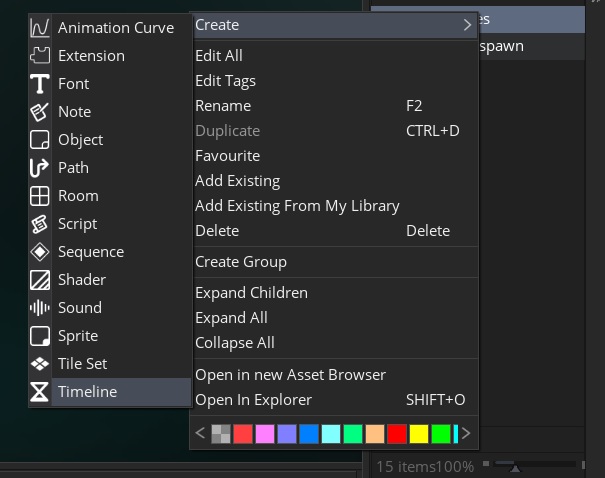 Animation Curve
Extension
Font
Note
Object
Path
Room
Script
Sequence
Shader
Sound
Sprite
Tile Set
Timeline
Create
Edit All
Edit Tags
Rename F2
Duplicate CTRL+D
Favourite
Add Existing
Add Existing From My Library
Delete Delete
Create Group
Expand Children
Expand All
Collapse All
Open in new Asset Browser
Open In Explorer SHIFT+O
es
spawn
15 items 100%